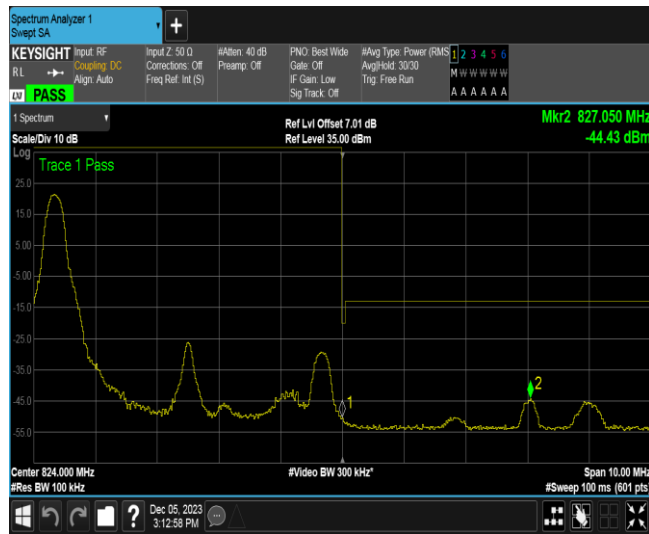 Spectrum Analyzer 1
Swept SA
KEYSIGHT
RL
LXI
PASS
Input: RF
Coupling: DC
Align: Auto
Input Z: 50 Ω
Corrections: Off
Freq Ref: Int (S)
#Atten: 40 dB
Preamp: Off
PNO: Best Wide
Gate: Off
IF Gain: Low
Sig Track: Off
#Avg Type: Power (RMS
Avg|Hold: 30/30
Trig: Free Run
1 2 3 4 5 6
M W W W W W
A A A A A A
1 Spectrum
Scale/Div 10 dB
Ref Lvl Offset 7.01 dB
Ref Level 35.00 dBm
Mkr2 827.050 MHz
-44.43 dBm
Log
Trace 1 Pass
25.0
15.0
5.00
-5.00
-15.0
-25.0
-35.0
-45.0
-55.0
1
2
Center 824.000 MHz
#Res BW 100 kHz
#Video BW 300 kHz*
Span 10.00 MHz
#Sweep 100 ms (601 pts
?
Dec 05, 2023
3:12:58 PM